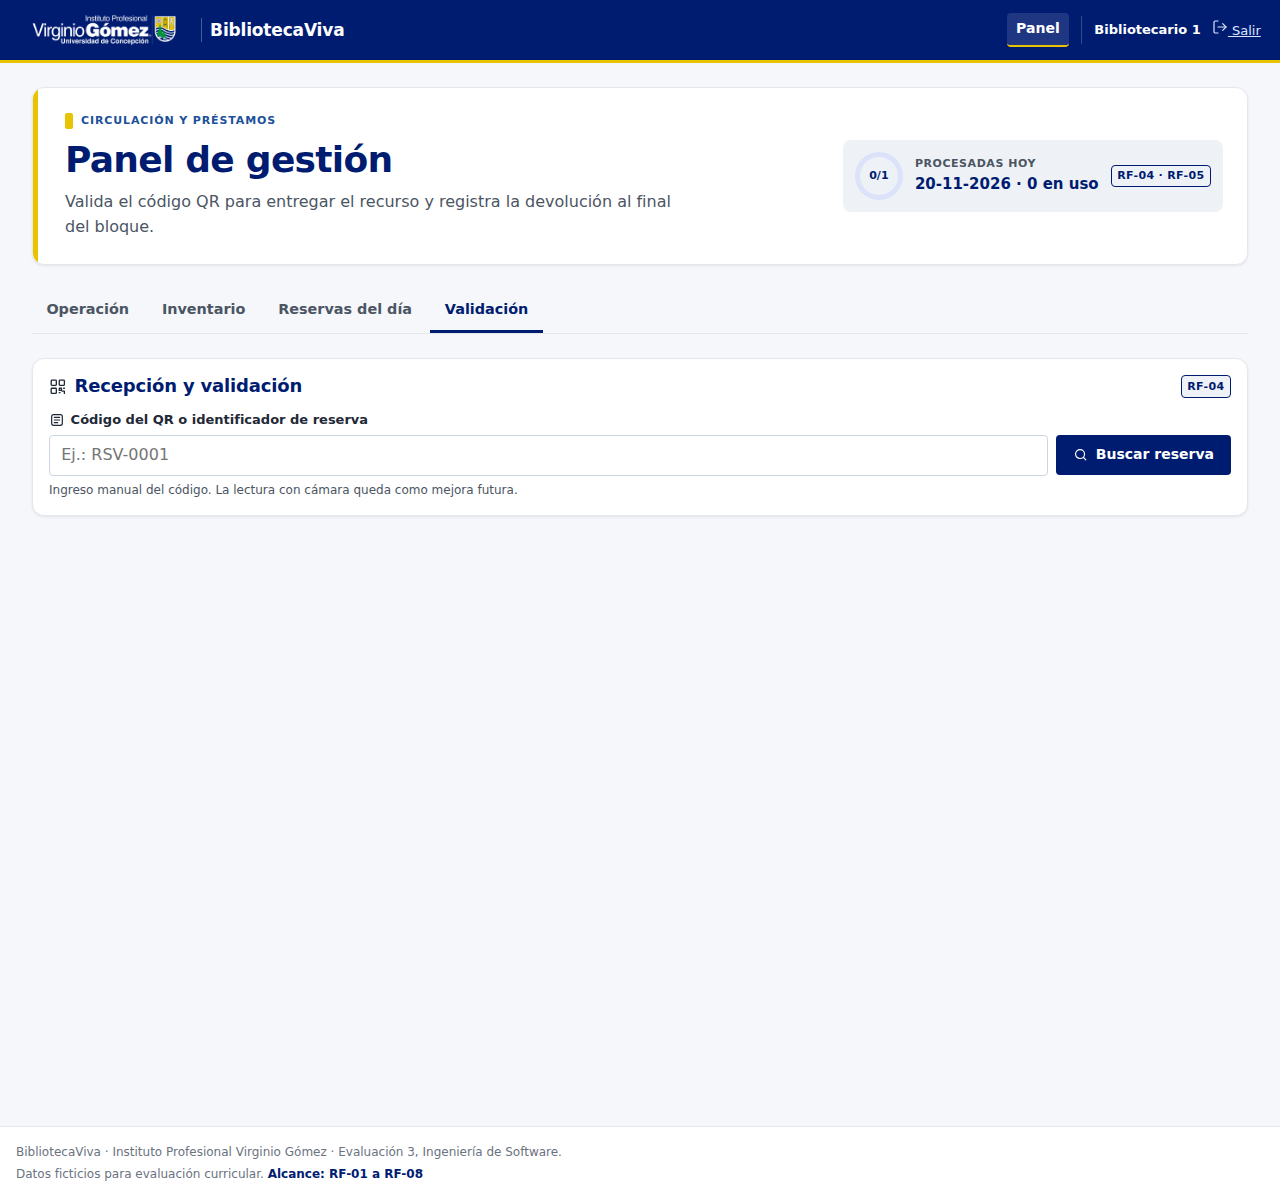 Instituto Profesional
VirginioGómez
Universidad de Concepción
BibliotecaViva
Panel
Bibliotecario 1
Salir
CIRCULACIÓN Y PRÉSTAMOS
Panel de gestión
Valida el código QR para entregar el recurso y registra la devolución al final
del bloque.
0/1
PROCESADAS HOY
20-11-2026 · 0 en uso
RF-04 · RF-05
Operación
Inventario
Reservas del día
Validación
Recepción y validación
RF-04
Código del QR o identificador de reserva
Ej.: RSV-0001
Buscar reserva
Ingreso manual del código. La lectura con cámara queda como mejora futura.
BibliotecaViva · Instituto Profesional Virginio Gómez · Evaluación 3, Ingeniería de Software.
Datos ficticios para evaluación curricular. Alcance: RF-01 a RF-08